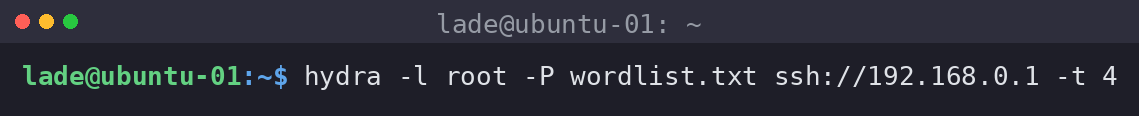 lade@ubuntu-01: ~
lade@ubuntu-01:~$ hydra -l root -P wordlist.txt ssh://192.168.0.1 -t 4